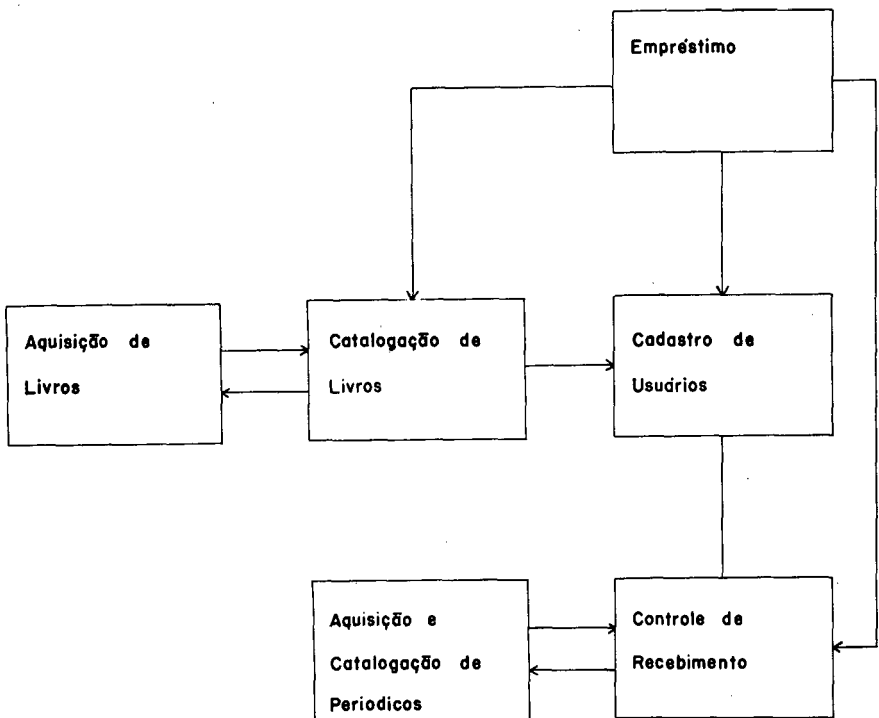 Empréstimo
Aquisição de
Livros
Catalogação de
Livros
Cadastro de
Usuários
Aquisição e
Catalogação de
Periodicos
Controle de
Recebimento